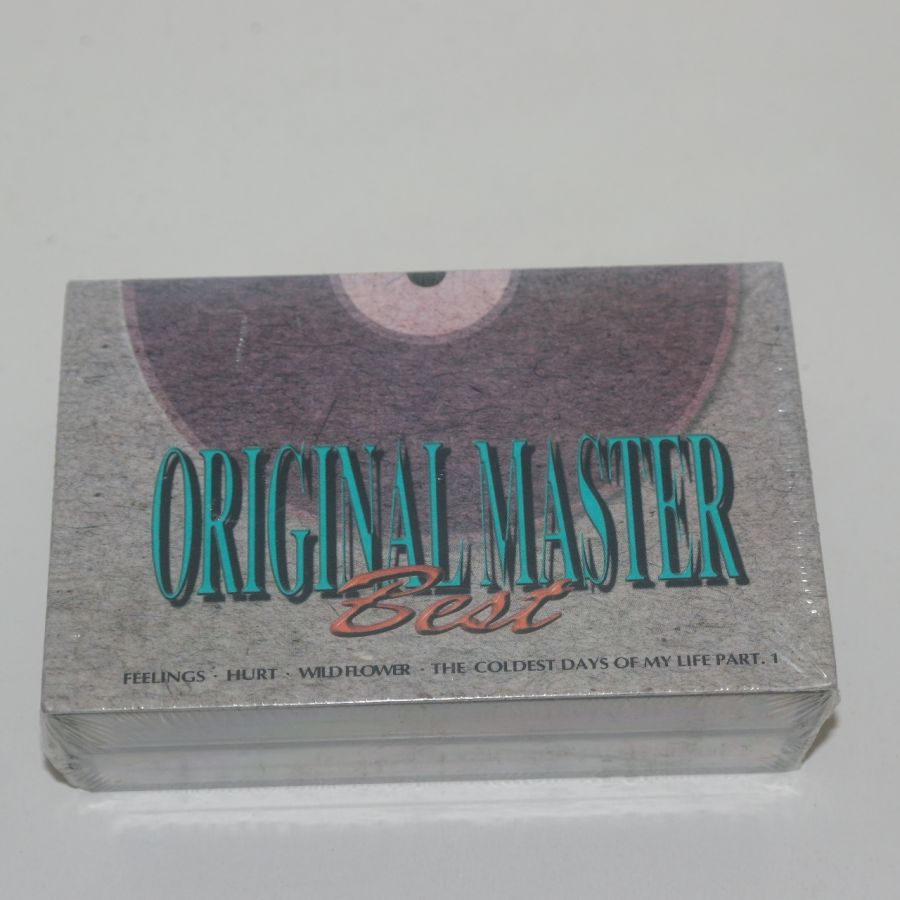 ORIGINAL MASTER
Best
FEELINGS · HURT · WILD FLOWER · THE COLDEST DAYS OF MY LIFE PART. 1